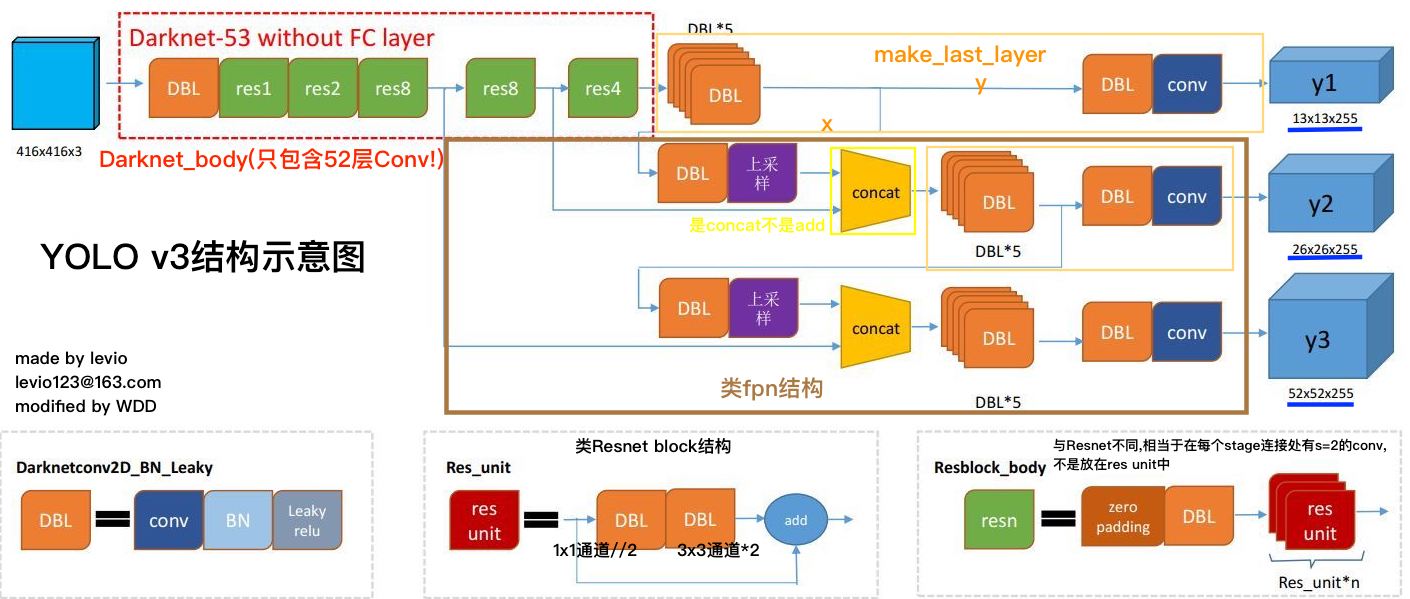 Darknet-53 without FC layer
DBL
res1
res2
res8
res8
res4
DBL*5
DBL
make_last_layer
y
x
DBL
conv
y1
13x13x255
416x416x3
Darknet_body(只包含52层Conv!)
DBL
上采
样
concat
是concat不是add
DBL
DBL*5
DBL
conv
y2
26x26x255
YOLO v3结构示意图
DBL
上采
样
concat
DBL
DBL*5
DBL
conv
y3
52x52x255
类fpn结构
made by levio
levio123@163.com
modified by WDD
Darknetconv2D_BN_Leaky
DBL
conv
BN
Leaky
relu
类Resnet block结构
Res_unit
res
unit
DBL
DBL
add
1x1通道//2
3x3通道*2
与Resnet不同,相当于在每个stage连接处有s=2的conv,
不是放在res unit中
Resblock_body
resn
zero
padding
DBL
res
unit
Res_unit*n